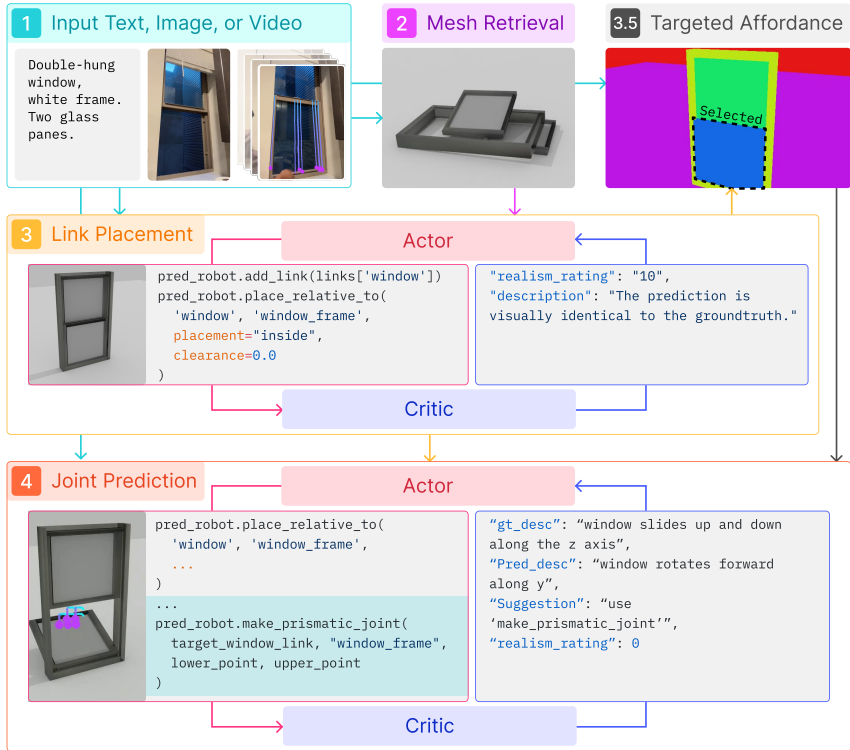 1 Input Text, Image, or Video
Double-hung
window,
white frame.
Two glass
panes.
2 Mesh Retrieval
3.5 Targeted Affordance
Selected
3 Link Placement
Actor
pred_robot.add_link(links['window'])
pred_robot.place_relative_to(
'window', 'window_frame',
placement="inside",
clearance=0.0
)
"realism_rating": "10",
"description": "The prediction is
visually identical to the groundtruth."
Critic
4 Joint Prediction
Actor
pred_robot.place_relative_to(
'window', 'window_frame',
...
)
...
pred_robot.make_prismatic_joint(
target_window_link, "window_frame",
lower_point, upper_point
)
“gt_desc”: “window slides up and down
along the z axis”,
“Pred_desc”: “window rotates forward
along y”,
“Suggestion”: “use
‘make_prismatic_joint’”,
“realism_rating”: 0
Critic